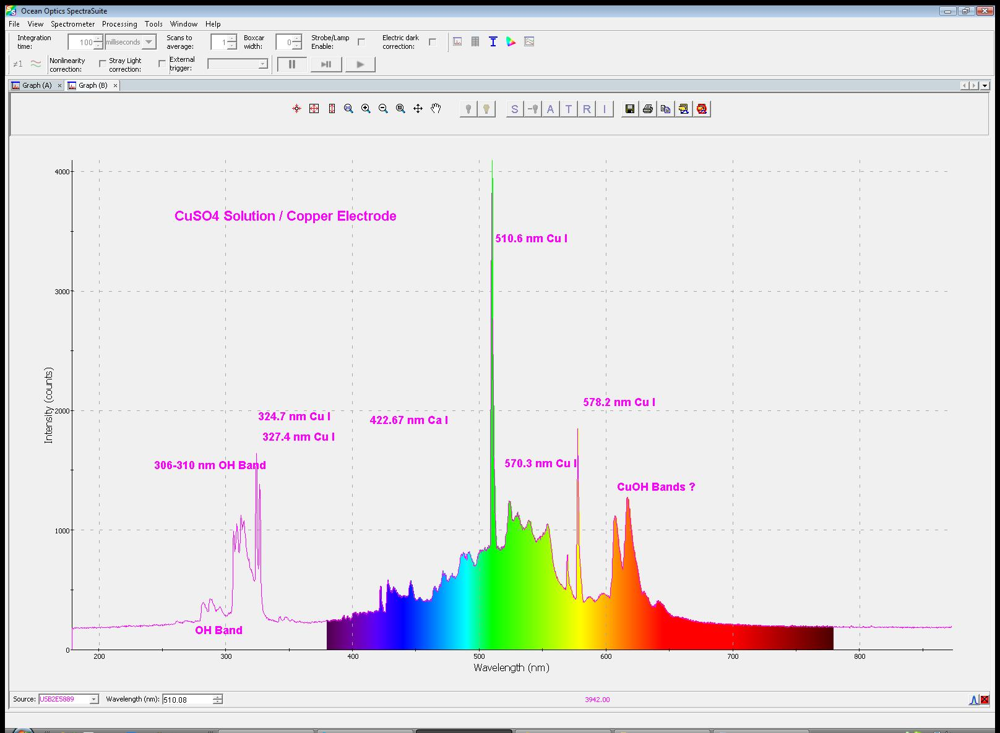 Ocean Optics SpectraSuite
File View Spectrometer Processing Tools Window Help
Integration time: 100 milliseconds Scans to average: 1 Boxcar width: 0 Strobe/Lamp Enable: Electric dark correction:
≠1 Nonlinearity correction: Stray Light correction: External trigger:
Graph (A) × Graph (B) ×
S A T R I
4000
CuSO4 Solution / Copper Electrode
510.6 nm Cu I
3000
578.2 nm Cu I
2000
324.7 nm Cu I
422.67 nm Ca I
327.4 nm Cu I
306-310 nm OH Band
570.3 nm Cu I
CuOH Bands ?
1000
OH Band
0
Intensity (counts)
200 300 400 500 600 700 800
Wavelength (nm)
Source: USB2E5889 Wavelength (nm): 510.08 3942.00